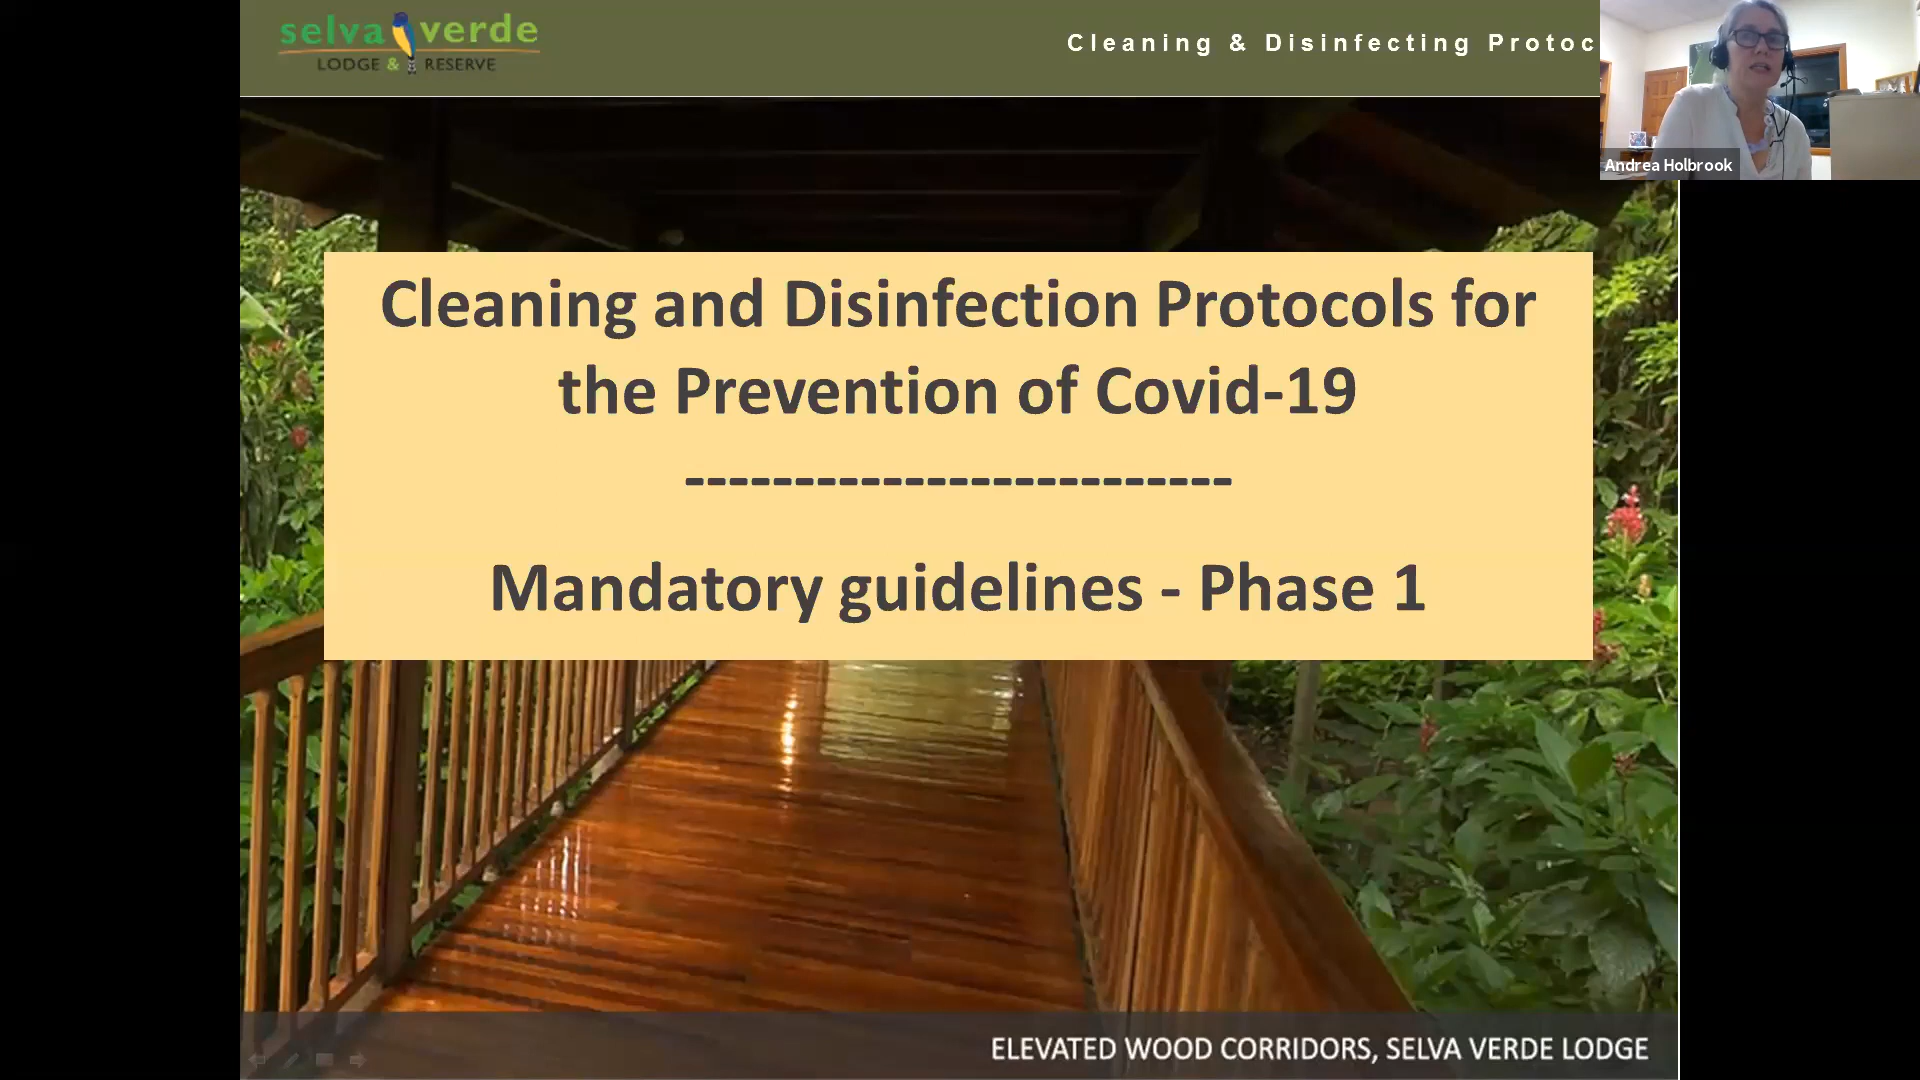 selva verde
LODGE & RESERVE
Cleaning & Disinfecting Protoc
Andrea Holbrook
Cleaning and Disinfection Protocols for
the Prevention of Covid-19
-------------------------
Mandatory guidelines - Phase 1
ELEVATED WOOD CORRIDORS, SELVA VERDE LODGE